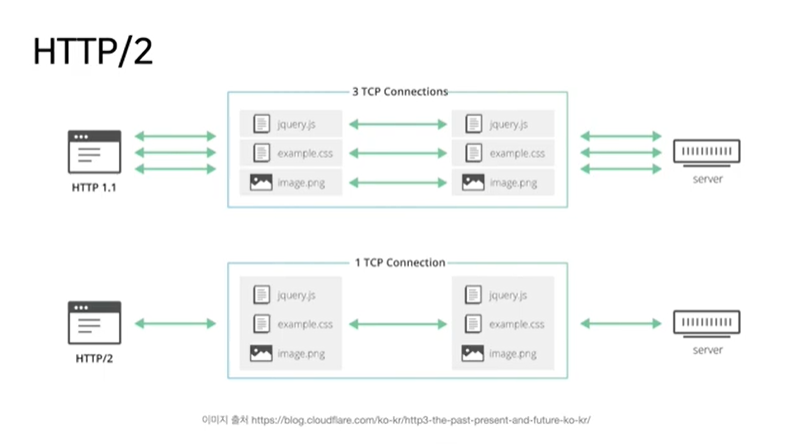 HTTP/2
3 TCP Connections
jquery.js
jquery.js
example.css
example.css
image.png
image.png
HTTP 1.1
server
1 TCP Connection
jquery.js
jquery.js
example.css
example.css
image.png
image.png
HTTP/2
server
이미지 출처 https://blog.cloudflare.com/ko-kr/http3-the-past-present-and-future-ko-kr/